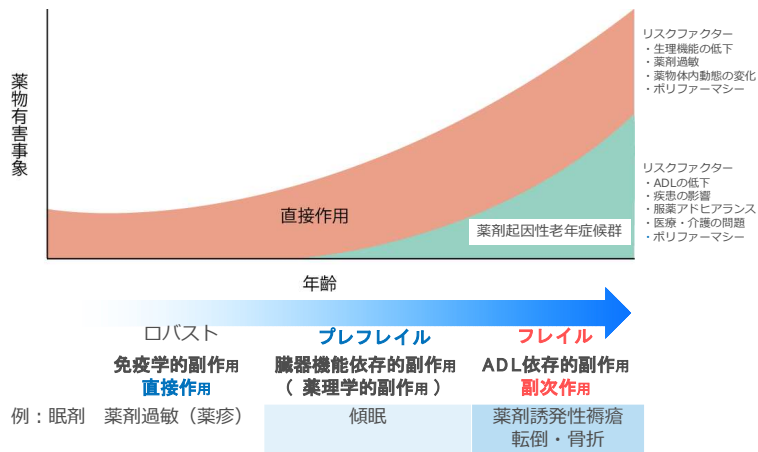 薬物有害事象
リスクファクター
・生理機能の低下
・薬剤過敏
・薬物体内動態の変化
・ポリファーマシー
リスクファクター
・ADLの低下
・疾患の影響
・服薬アドヒアランス
・医療・介護の問題
・ポリファーマシー
直接作用
薬剤起因性老年症候群
年齢
ロバスト
プレフレイル
フレイル
免疫学的副作用
臓器機能依存的副作用
ADL依存的副作用
直接作用
（ 薬理学的副作用 ）
副次作用
例：眠剤
薬剤過敏（薬疹）
傾眠
薬剤誘発性褥瘡
転倒・骨折